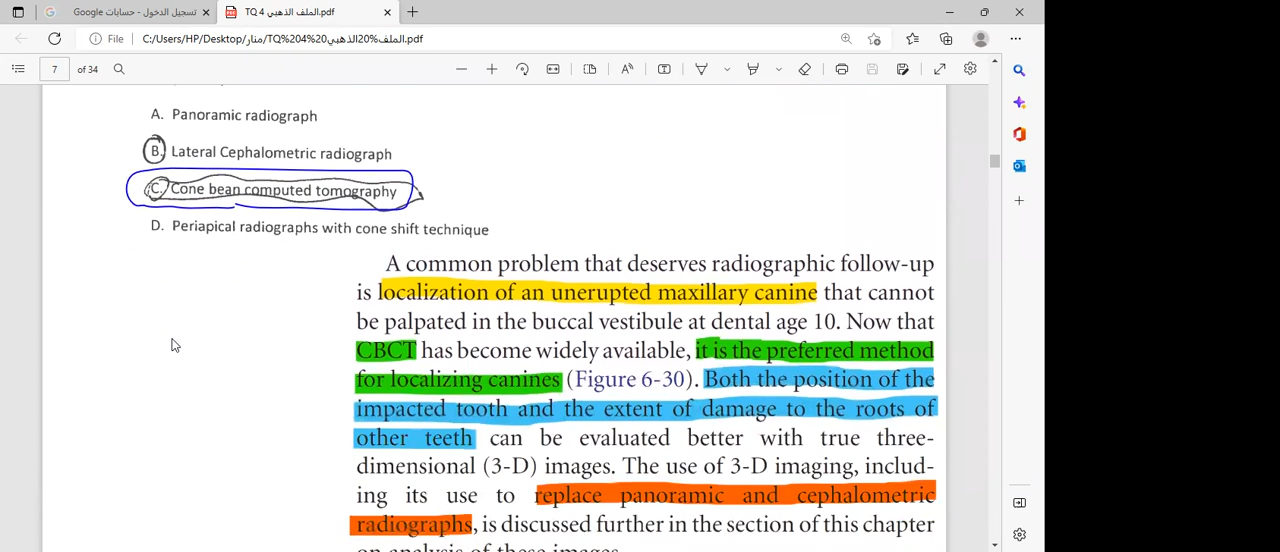 تسجيل الدخول - حسابات Google
TQ 4 الملف الذهبي.pdf
File
C:/Users/HP/Desktop/منار/TQ%204%20الملف%20الذهبي.pdf
7 of 34
A. Panoramic radiograph
B. Lateral Cephalometric radiograph
C. Cone bean computed tomography
D. Periapical radiographs with cone shift technique
A common problem that deserves radiographic follow-up
is localization of an unerupted maxillary canine that cannot
be palpated in the buccal vestibule at dental age 10. Now that
CBCT has become widely available, it is the preferred method
for localizing canines (Figure 6-30). Both the position of the
impacted tooth and the extent of damage to the roots of
other teeth can be evaluated better with true three-
dimensional (3-D) images. The use of 3-D imaging, includ-
ing its use to replace panoramic and cephalometric
radiographs, is discussed further in the section of this chapter
on analysis of these images.